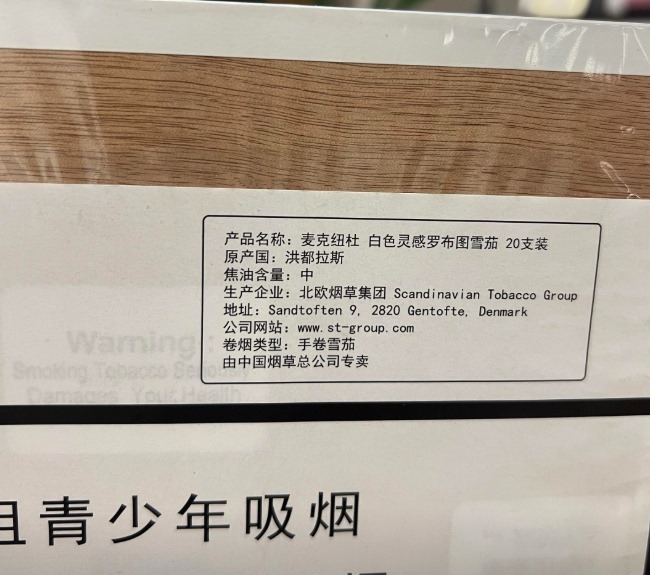 产品名称：麦克纽杜 白色灵感罗布图雪茄 20支装
原产国：洪都拉斯
焦油含量：中
生产企业：北欧烟草集团 Scandinavian Tobacco Group
地址：Sandtoften 9, 2820 Gentofte, Denmark
公司网站：www.st-group.com
卷烟类型：手卷雪茄
由中国烟草总公司专卖
Warning：
Smoking Tobacco Seriously
Damages Your Health
青少年吸烟